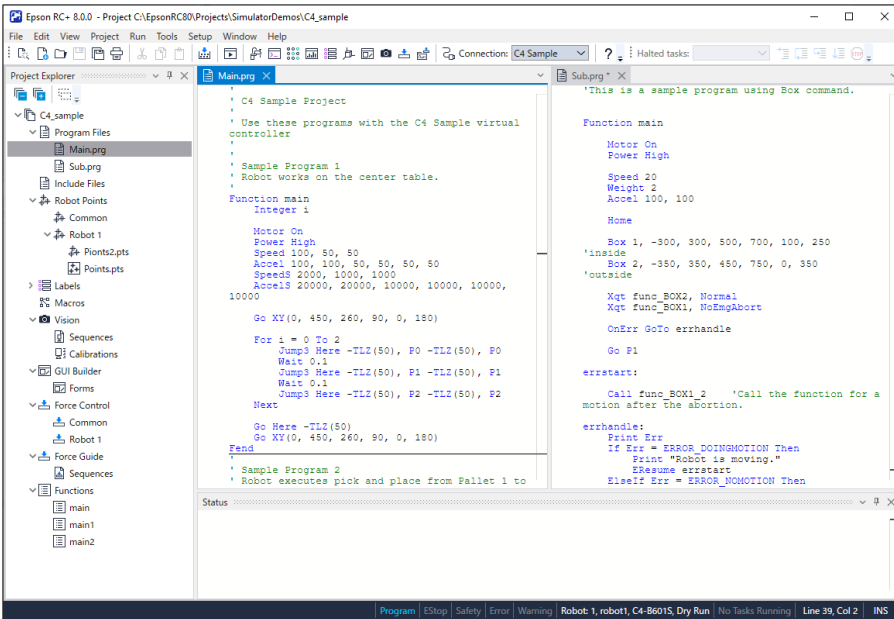 Epson RC+ 8.0.0 - Project C:\EpsonRC80\Projects\SimulatorDemos\C4_sample
File Edit View Project Run Tools Setup Window Help
Connection: C4 Sample ? Halted tasks:
Project Explorer
C4_sample
Program Files
Main.prg
Sub.prg
Include Files
Robot Points
Common
Robot 1
Pionts2.pts
Points.pts
Labels
Macros
Vision
Sequences
Calibrations
GUI Builder
Forms
Force Control
Common
Robot 1
Force Guide
Sequences
Functions
main
main1
main2
Main.prg
'
' C4 Sample Project
'
' Use these programs with the C4 Sample virtual
controller
'
'
' Sample Program 1
' Robot works on the center table.
'
Function main
Integer i
Motor On
Power High
Speed 100, 50, 50
Accel 100, 100, 50, 50, 50, 50
SpeedS 2000, 1000, 1000
AccelS 20000, 20000, 10000, 10000, 10000,
10000
Go XY(0, 450, 260, 90, 0, 180)
For i = 0 To 2
Jump3 Here -TLZ(50), P0 -TLZ(50), P0
Wait 0.1
Jump3 Here -TLZ(50), P1 -TLZ(50), P1
Wait 0.1
Jump3 Here -TLZ(50), P2 -TLZ(50), P2
Next
Go Here -TLZ(50)
Go XY(0, 450, 260, 90, 0, 180)
Fend
'
' Sample Program 2
' Robot executes pick and place from Pallet 1 to
Sub.prg *
'This is a sample program using Box command.
Function main
Motor On
Power High
Speed 20
Weight 2
Accel 100, 100
Home
Box 1, -300, 300, 500, 700, 100, 250
'inside
Box 2, -350, 350, 450, 750, 0, 350
'outside
Xqt func_BOX2, Normal
Xqt func_BOX1, NoEmgAbort
OnErr GoTo errhandle
Go P1
errstart:
Call func_BOX1_2 'Call the function for a
motion after the abortion.
errhandle:
Print Err
If Err = ERROR_DOINGMOTION Then
Print "Robot is moving."
EResume errstart
ElseIf Err = ERROR_NOMOTION Then
Status
Program EStop Safety Error Warning Robot: 1, robot1, C4-B601S, Dry Run No Tasks Running Line 39, Col 2 INS